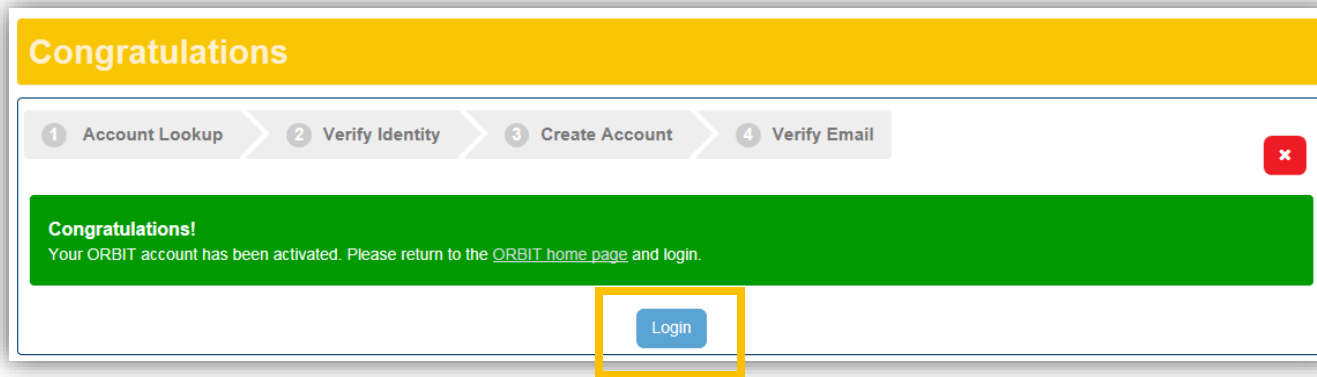 Congratulations
1 Account Lookup 2 Verify Identity 3 Create Account 4 Verify Email
Congratulations!
Your ORBIT account has been activated. Please return to the ORBIT home page and login.
Login